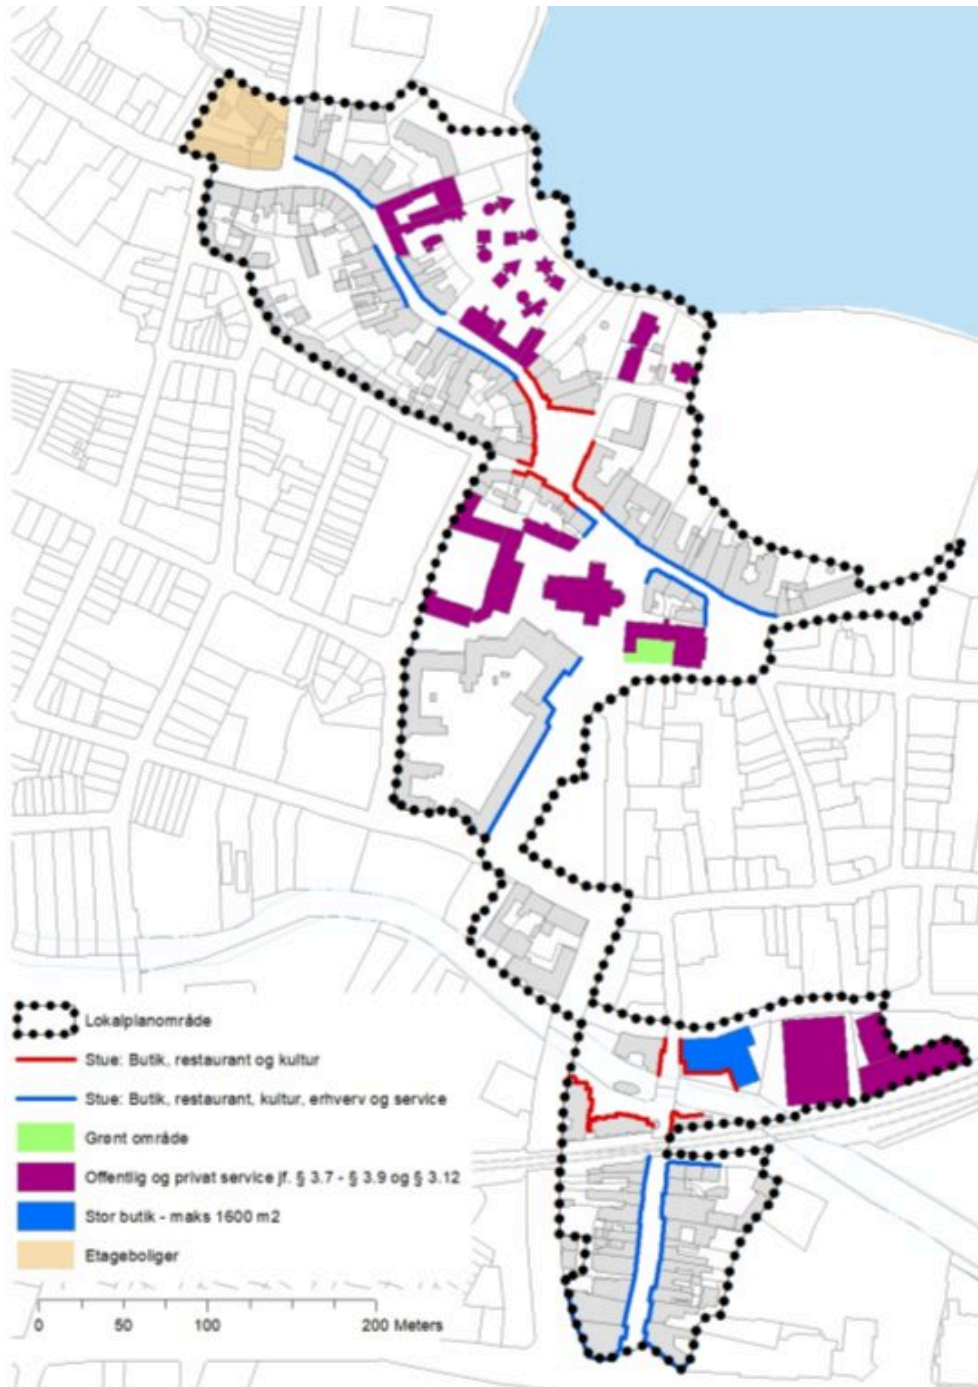 Lokalplanområde
Stue: Butik, restaurant og kultur
Stue: Butik, restaurant, kultur, erhverv og service
Grønt område
Offentlig og privat service jf. § 3.7 - § 3.9 og § 3.12
Stor butik - maks 1600 m2
Etageboliger
0 50 100 200 Meters